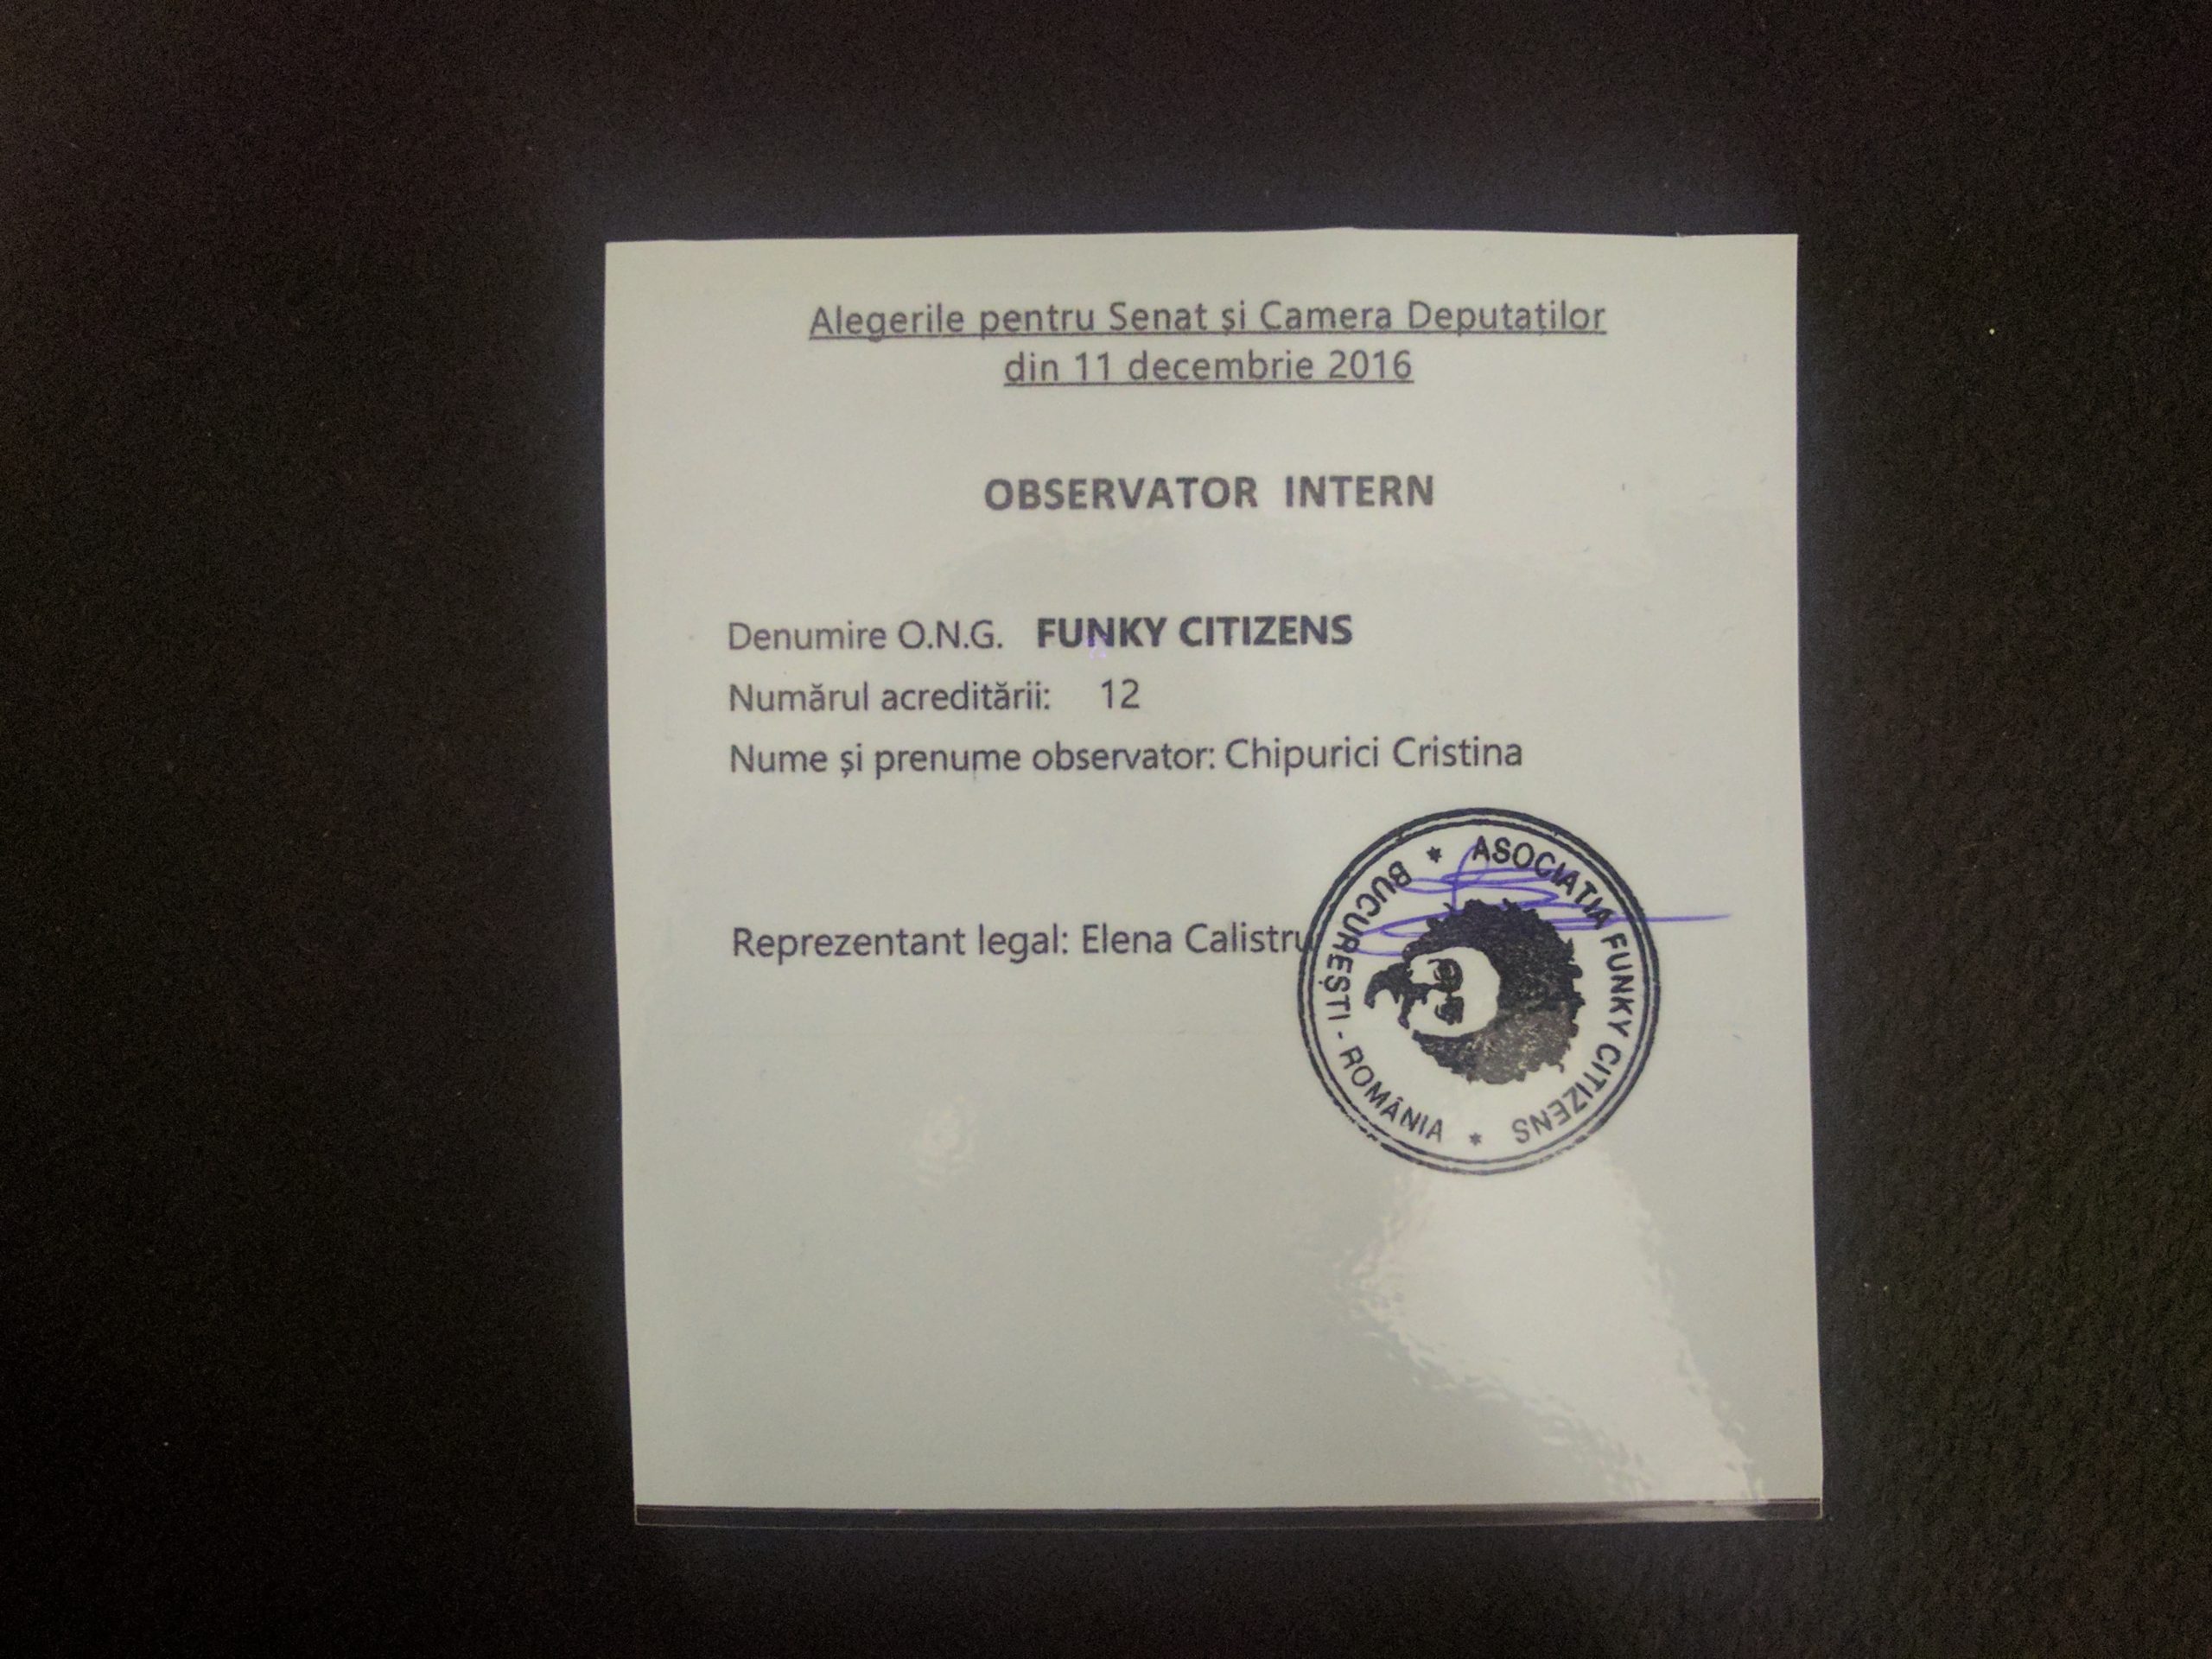 Alegerile pentru Senat și Camera Deputaților
din 11 decembrie 2016
OBSERVATOR INTERN
Denumire O.N.G. FUNKY CITIZENS
Numărul acreditării: 12
Nume și prenume observator: Chipurici Cristina
Reprezentant legal: Elena Calistru
ASOCIAȚIA FUNKY CITIZENS
BUCUREȘTI - ROMÂNIA